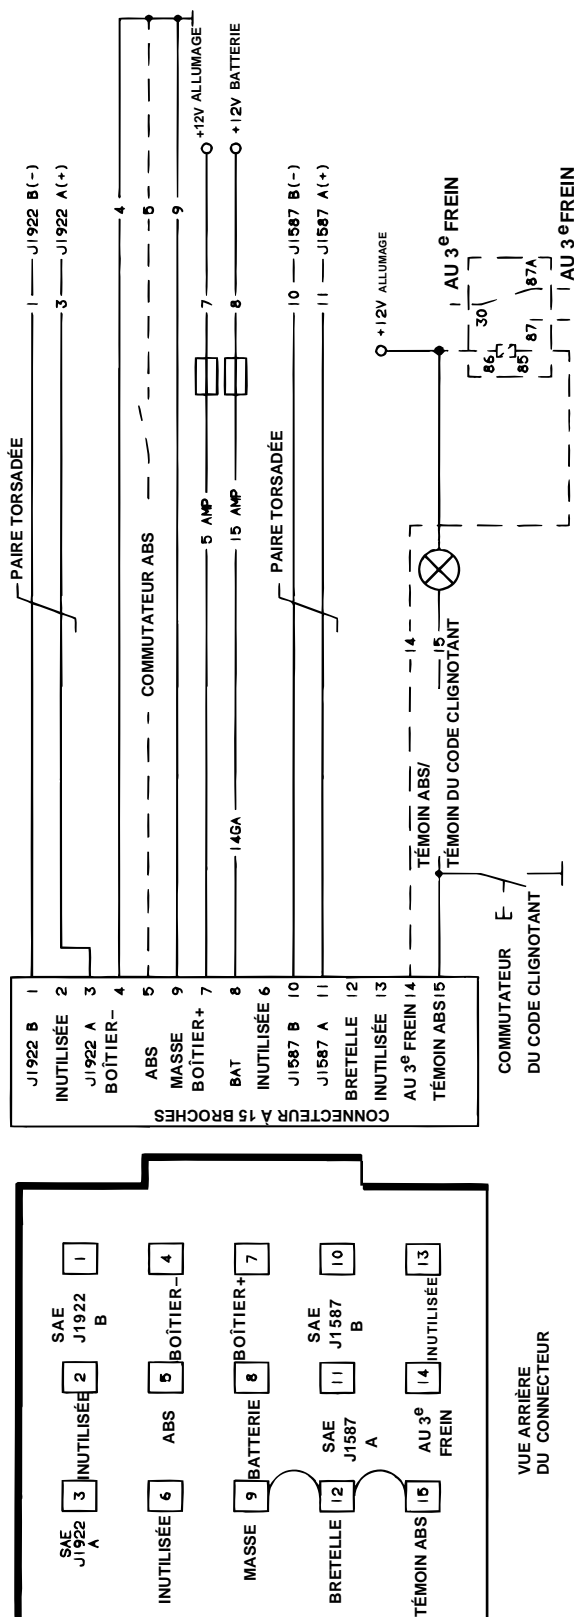 J1922 B(-)
J1922 A(+)
+12V ALLUMAGE
+12V BATTERIE
J1587 B(-)
J1587 A(+)
+12V ALLUMAGE
AU 3e FREIN
AU 3e FREIN
1
3
4
5
9
7
8
10
11
30
87A
86
85
87
PAIRE TORSADÉE
COMMUTATEUR ABS
5 AMP
15 AMP
PAIRE TORSADÉE
14
15
14GA
TÉMOIN ABS/
TÉMOIN DU CODE CLIGNOTANT
COMMUTATEUR
DU CODE CLIGNOTANT
J1922 B 1
INUTILISÉE 2
J1922 A 3
BOÎTIER- 4
ABS 5
MASSE 9
BOÎTIER+ 7
BAT 8
INUTILISÉE 6
J1587 B 10
J1587 A 11
BRETELLE 12
INUTILISÉE 13
AU 3e FREIN 14
TÉMOIN ABS 15
CONNECTEUR À 15 BROCHES
1
SAE
J1922
B
4
BOÎTIER-
7
BOÎTIER+
10
SAE
J1587
B
13
INUTILISÉE
2
INUTILISÉE
5
ABS
8
BATTERIE
11
SAE
J1587
A
14
AU 3e
FREIN
3
SAE
J1922
A
6
INUTILISÉE
9
MASSE
12
BRETELLE
15
TÉMOIN ABS
VUE ARRIÈRE
DU CONNECTEUR